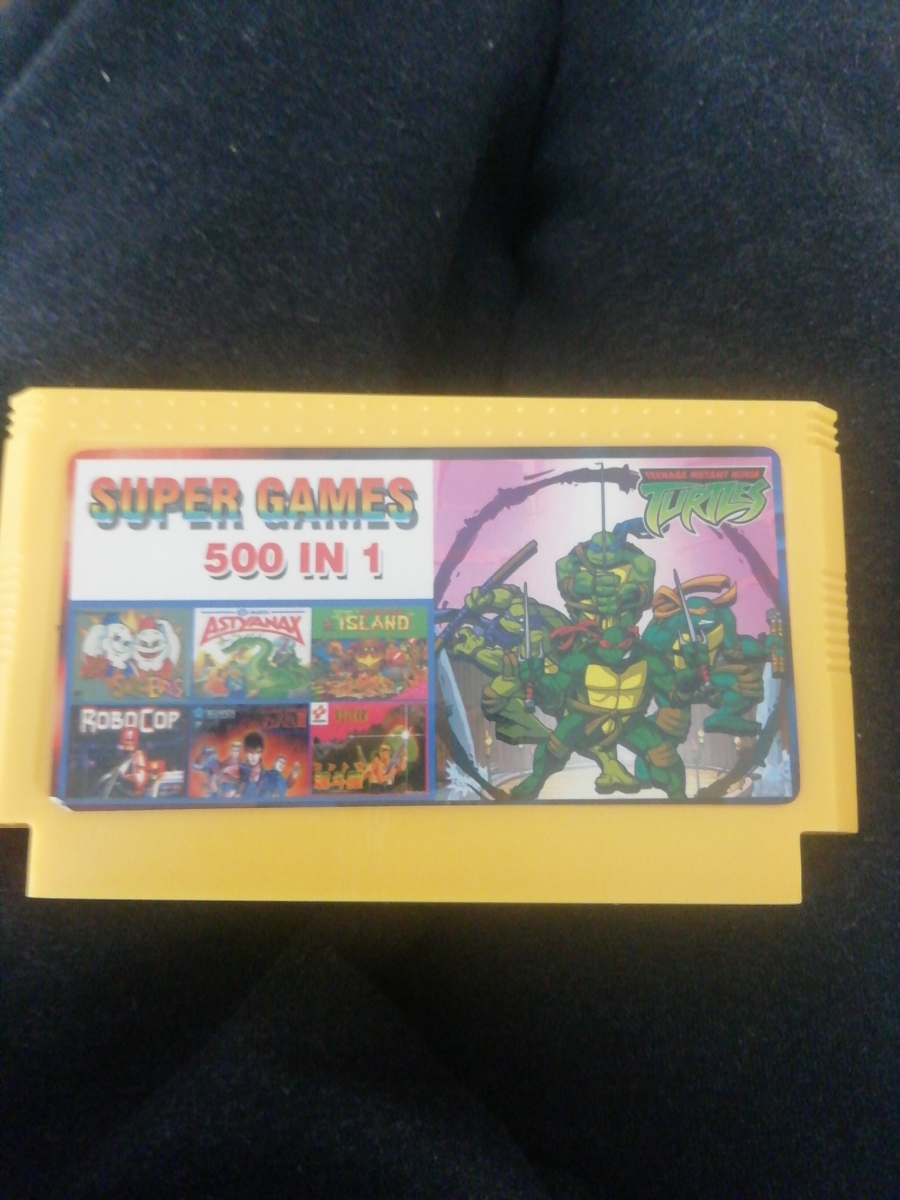 SUPER GAMES
500 IN 1
TEENAGE MUTANT NINJA
TURTLES
ASTYANAX
ISLAND
ROBOCOP